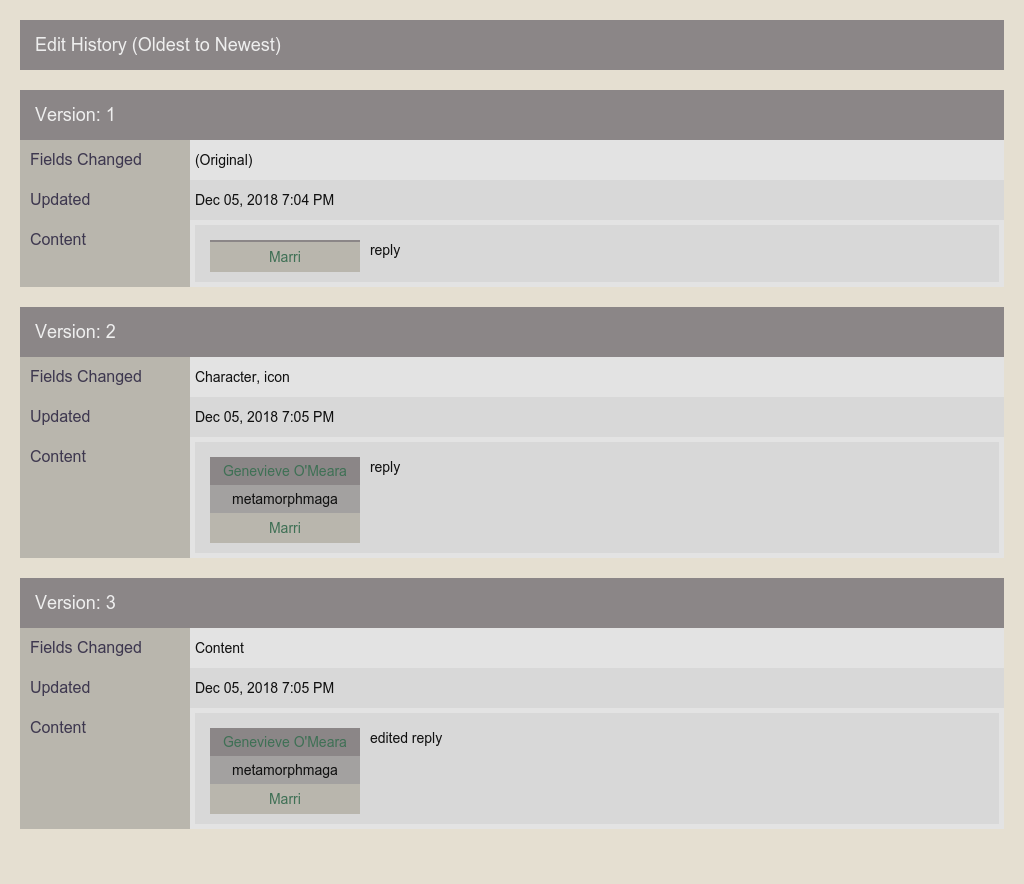 Edit History (Oldest to Newest)
Version: 1
Fields Changed (Original)
Updated Dec 05, 2018 7:04 PM
Content reply
Marri
Version: 2
Fields Changed Character, icon
Updated Dec 05, 2018 7:05 PM
Content reply
Genevieve O'Meara
metamorphmaga
Marri
Version: 3
Fields Changed Content
Updated Dec 05, 2018 7:05 PM
Content edited reply
Genevieve O'Meara
metamorphmaga
Marri